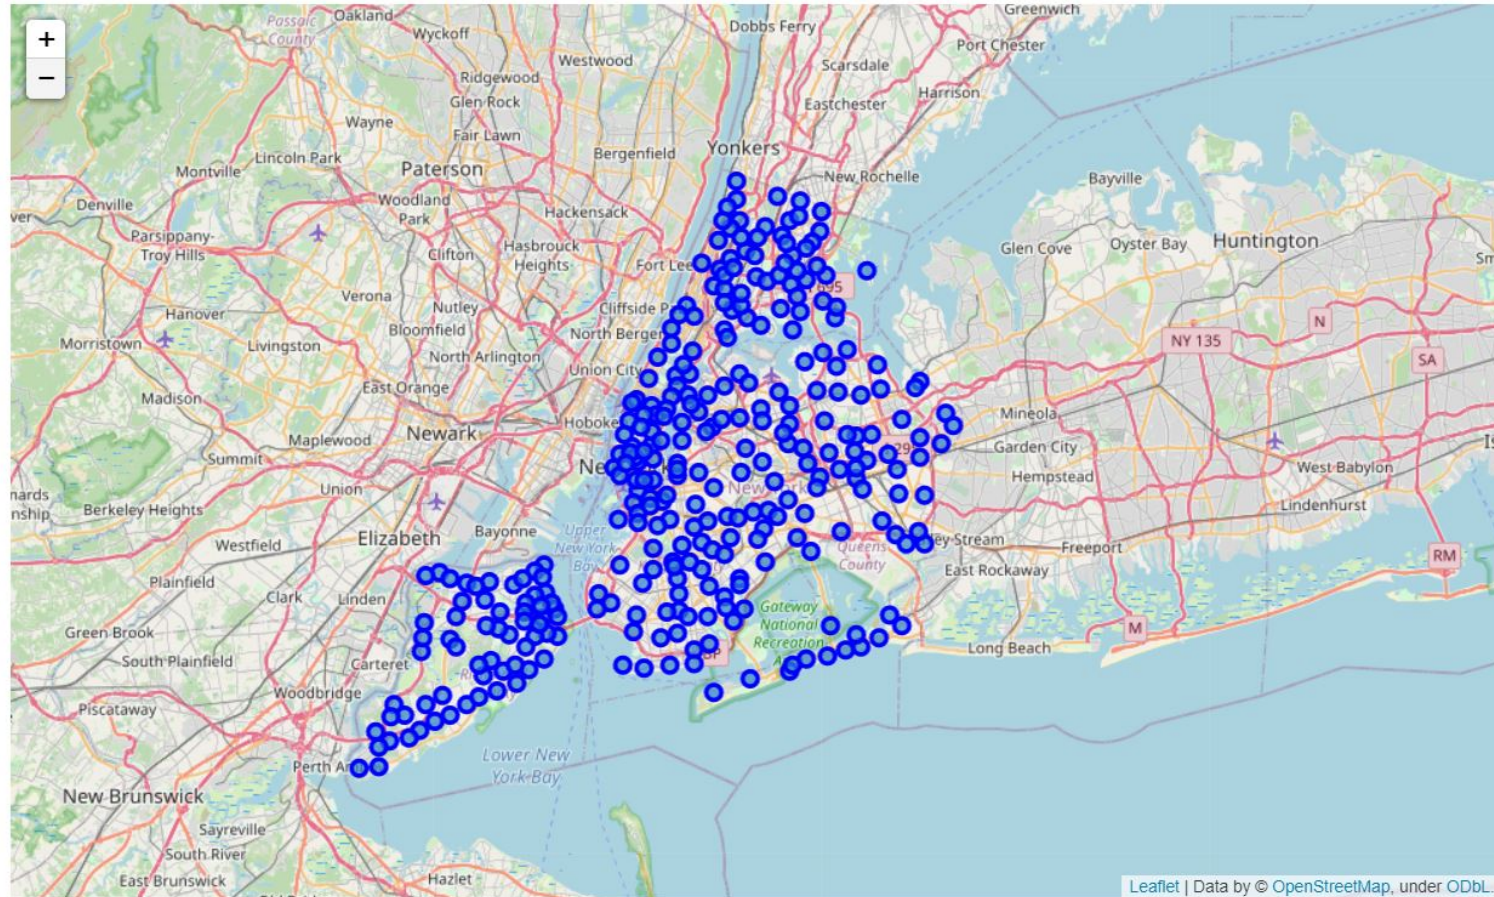 +
−
Passaic
County
Oakland
Wyckoff
Dobbs Ferry
Greenwich
Port Chester
Westwood
Scarsdale
Ridgewood
Glen Rock
Eastchester
Harrison
Wayne
Fair Lawn
Yonkers
Bergenfield
Lincoln Park
Montville
Paterson
New Rochelle
Bayville
Denville
Woodland
Park
Hackensack
Parsippany-
Troy Hills
Clifton
Hasbrouck
Heights
Fort Lee
Glen Cove
Oyster Bay
Huntington
Verona
Nutley
Hanover
Bloomfield
North Arlington
Union City
Morristown
Livingston
East Orange
NY 135
N
SA
Madison
Maplewood
Newark
Mineola
Garden City
Summit
Union
Hempstead
West Babylon
Berkeley Heights
Lindenhurst
Westfield
Elizabeth
Bayonne
Upper
New York
Bay
Queens
County
Freeport
RM
East Rockaway
Plainfield
Clark
Linden
Green Brook
South Plainfield
Carteret
Gateway
National
Recreation
Long Beach
M
Woodbridge
Piscataway
Lower New
York Bay
New Brunswick
Sayreville
South River
East Brunswick
Hazlet
Leaflet | Data by © OpenStreetMap, under ODbL.